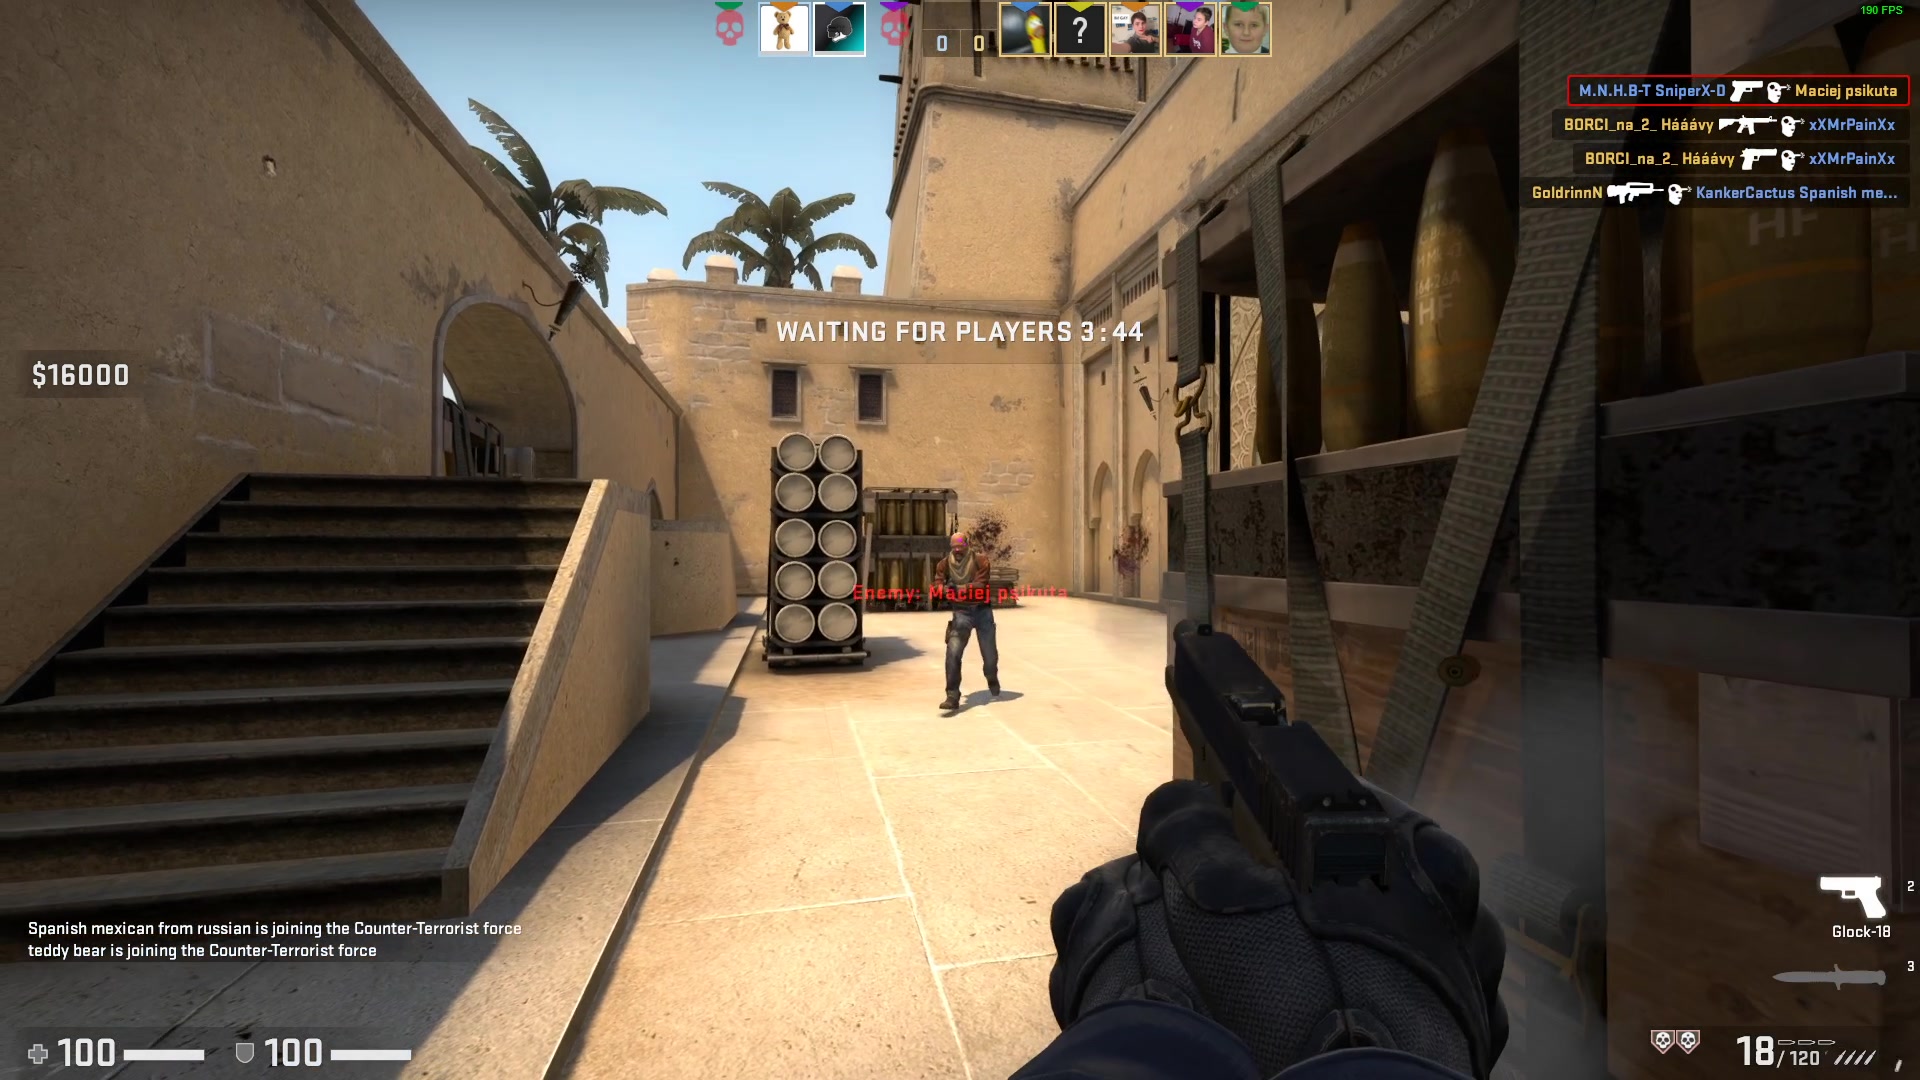 190 FPS
0 0
?
M.N.H.B-T SniperX-D Maciej psikuta
BORCI_na_2_ Hááávy xXMrPainXx
BORCI_na_2_ Hááávy xXMrPainXx
GoldrinnN KankerCactus Spanish me...
WAITING FOR PLAYERS 3:44
$16000
HF
HF
Enemy: Maciej psikuta
2
Glock-18
3
Spanish mexican from russian is joining the Counter-Terrorist force
teddy bear is joining the Counter-Terrorist force
100 100
18/120